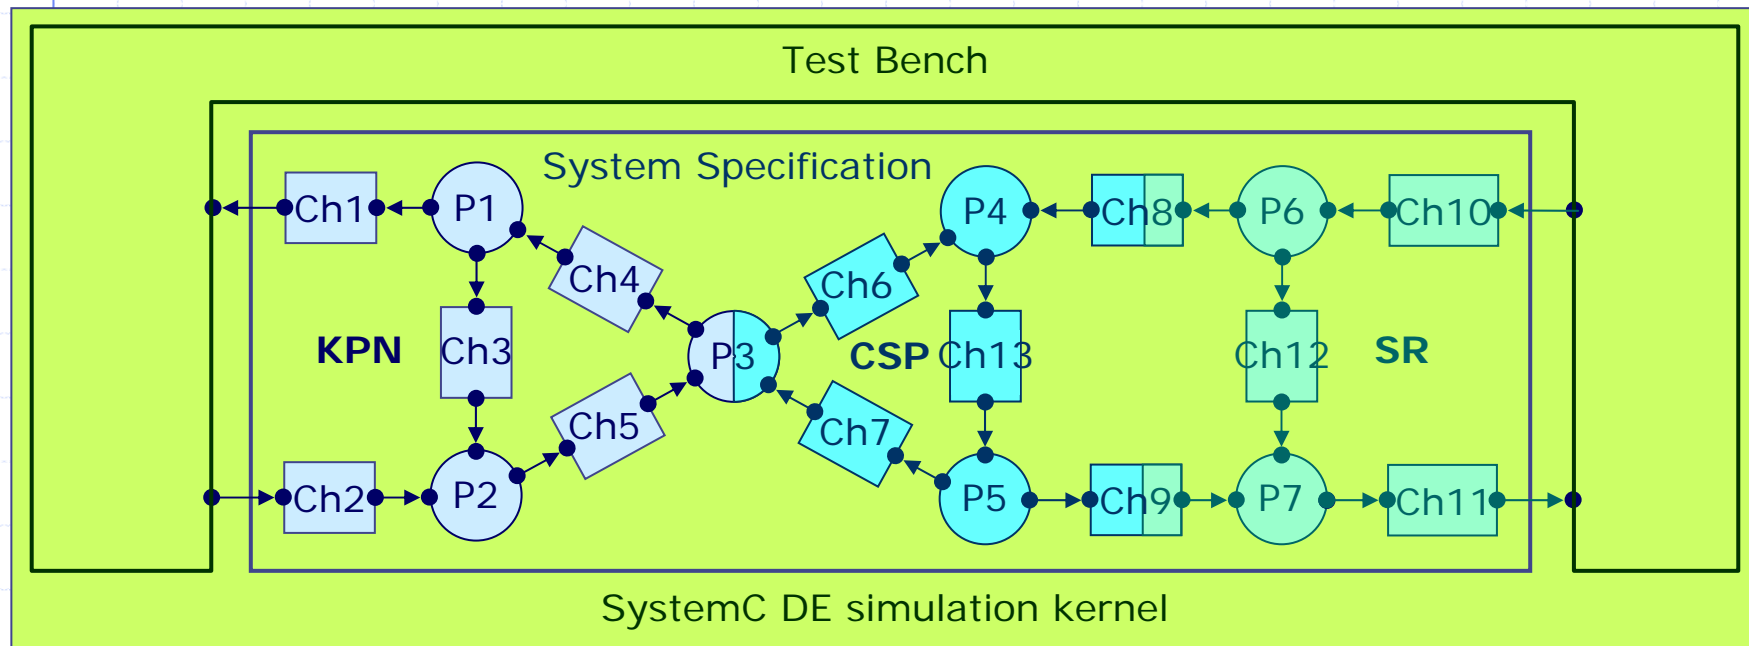 Test Bench
System Specification
Ch1
P1
P4
Ch8
P6
Ch10
Ch4
Ch6
KPN
Ch3
P3
CSP
Ch13
Ch12
SR
Ch5
Ch7
Ch2
P2
P5
Ch9
P7
Ch11
SystemC DE simulation kernel